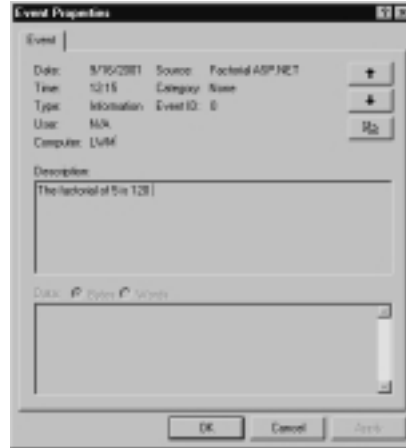 Event Properties
Event
Date: 9/16/2001 Source: Factorial ASP.NET
Time: 12:15 Category: None
Type: Information Event ID: 0
User: N/A
Computer: LVM
Description:
The factorial of 5 is 120
Data: Bytes Words
OK Cancel Apply